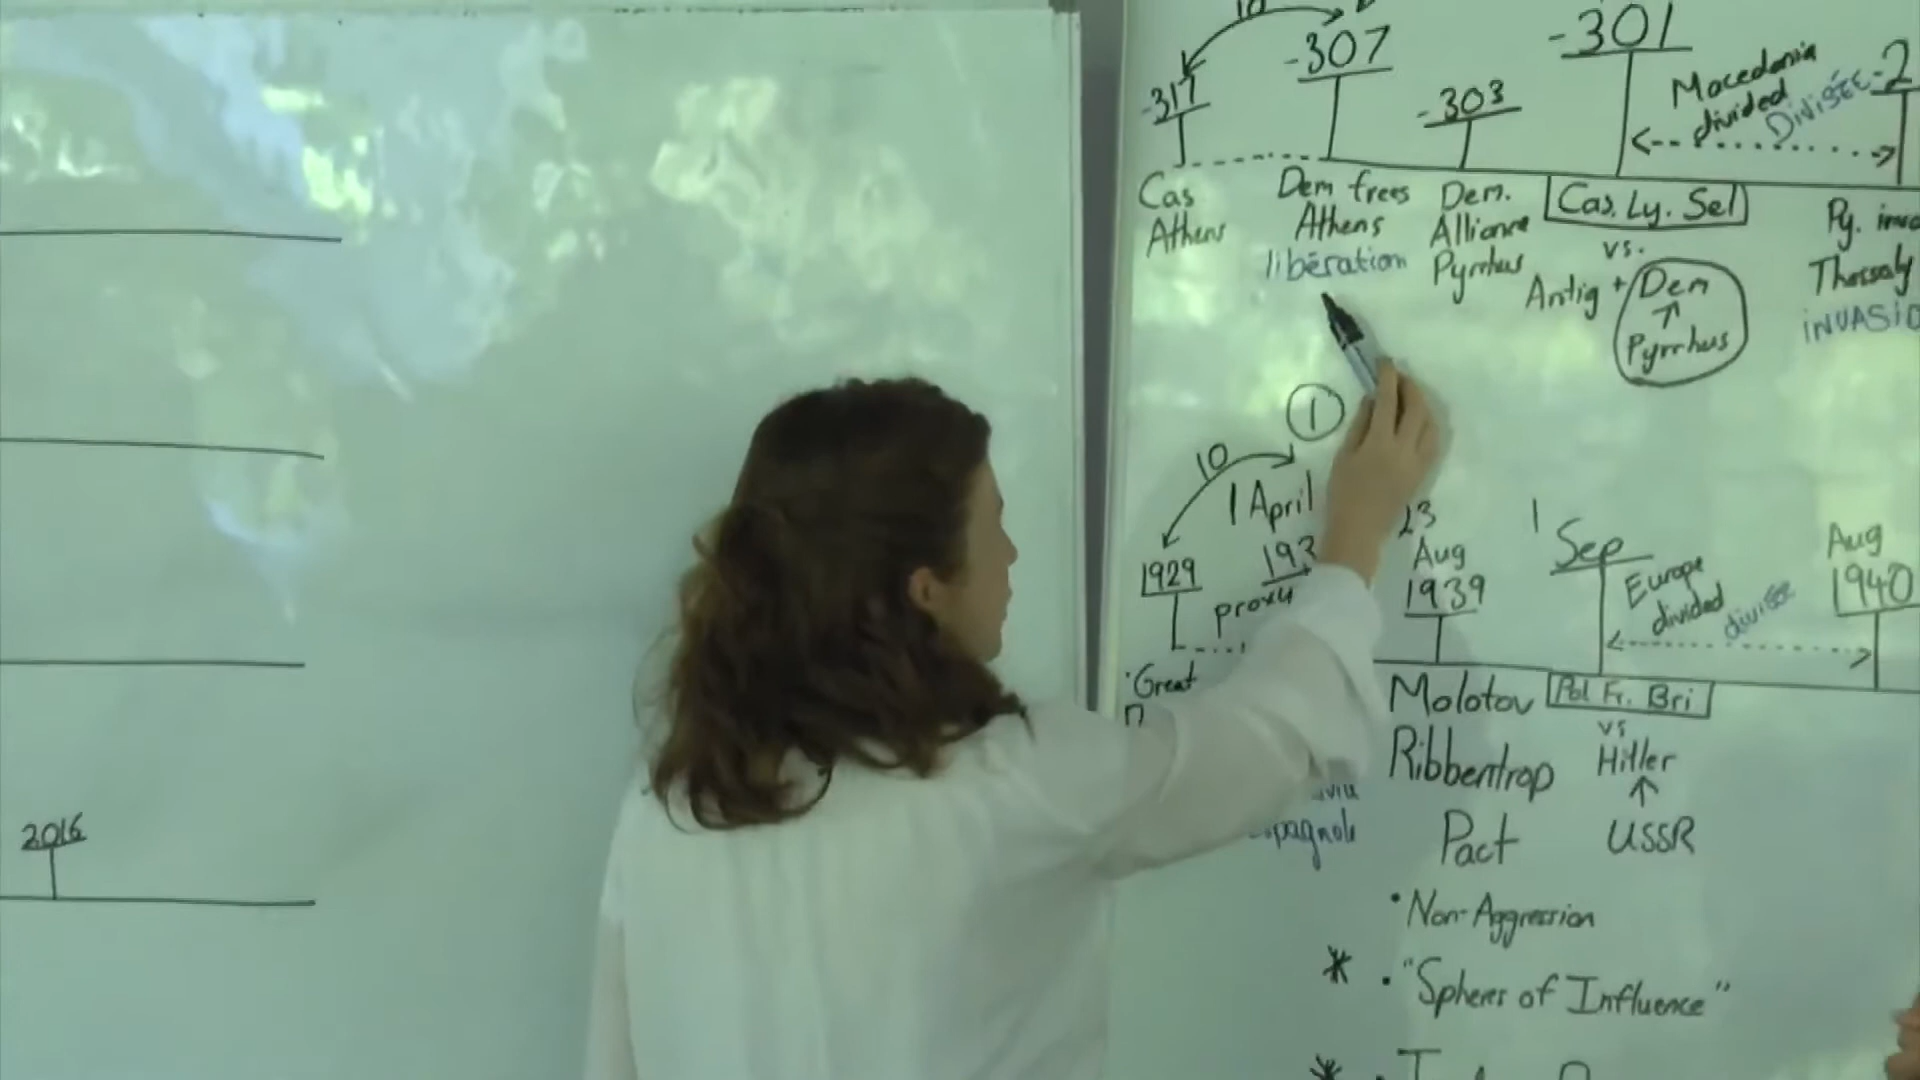 10
-317
-307
-303
-301
Macedonia
divided
DiviSÉE
-2
Cas
Athens
Dem frees
Athens
libération
Dem.
Alliance
Pyrrhus
Cas. Ly. Sel
vs.
Antig + Dem
Pyrrhus
Py.
Thessaly
1
10
1 April
1929
193
proxy
23
Aug
1939
1
Sep
Europe
divided
divisée
Aug
1940
Great
Molotov
Ribbentrop
Pact
Pol Fr. Bri
vs
Hitler
USSR
• Non-Aggression
* • "Spheres of Influence"
*
2016